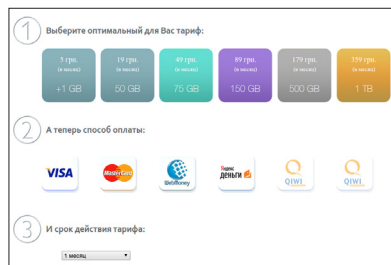 1 Выберите оптимальный для Вас тариф:
5 грн. 19 грн. 49 грн. 89 грн. 179 грн. 359 грн.
(в месяц) (в месяц) (в месяц) (в месяц) (в месяц) (в месяц)
+1 GB 50 GB 75 GB 150 GB 500 GB 1 TB
2 А теперь способ оплаты:
VISA MasterCard WebMoney Яндекс деньги QIWI QIWI
3 И срок действия тарифа:
1 месяц